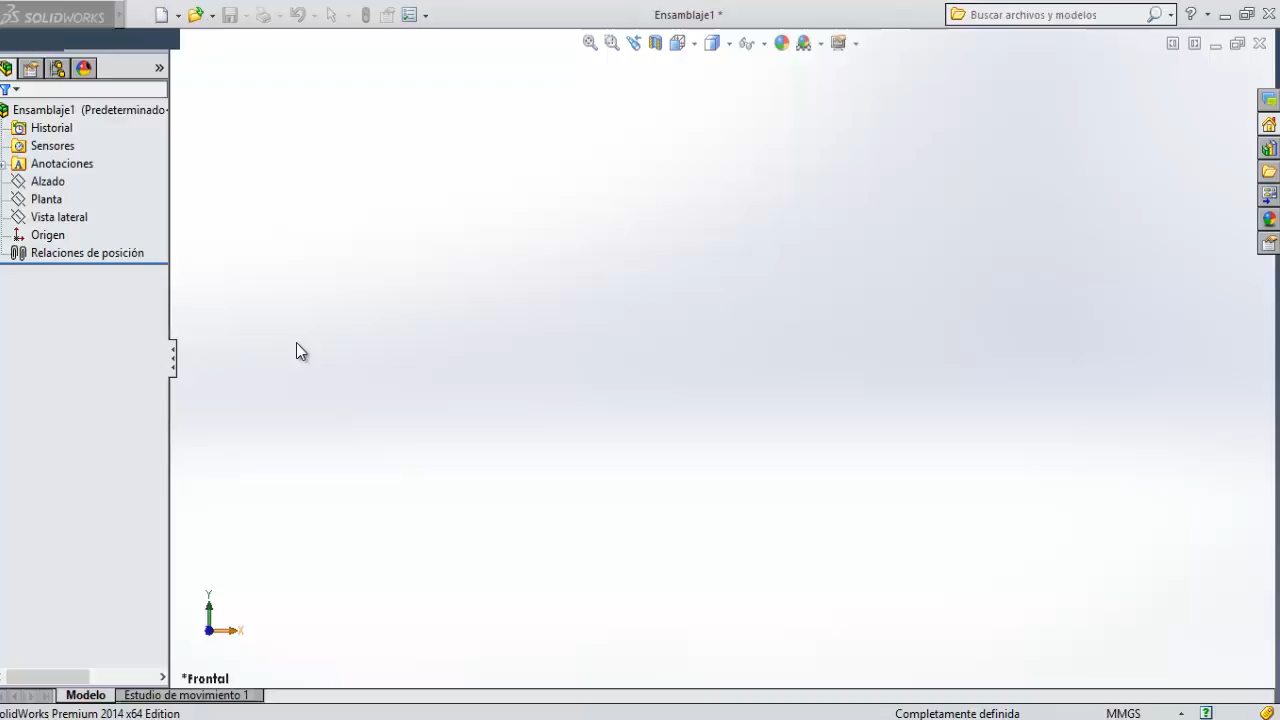 SOLIDWORKS
Ensamblaje1 *
Buscar archivos y modelos
Ensamblaje1 (Predeterminado
Historial
Sensores
Anotaciones
Alzado
Planta
Vista lateral
Origen
Relaciones de posición
Y
X
*Frontal
Modelo
Estudio de movimiento 1
SolidWorks Premium 2014 x64 Edition
Completamente definida
MMGS